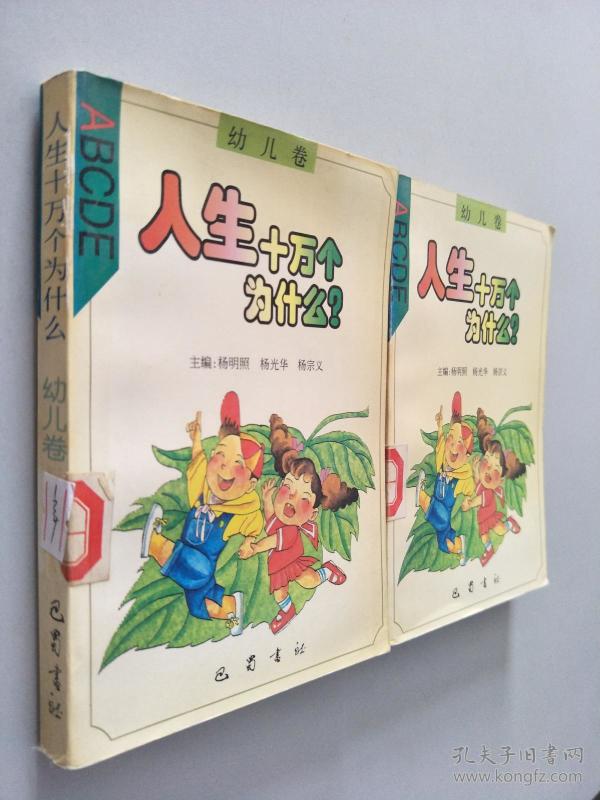 人生十万个为什么
幼儿卷
巴蜀书社
ABCDE
幼儿卷
人生十万个
为什么?
主编:杨明照 杨光华 杨宗义
巴蜀书社
ABCDE
幼儿卷
人生十万个
为什么?
主编:杨明照 杨光华 杨宗义
巴蜀书社
孔夫子旧书网
www.kongfz.com